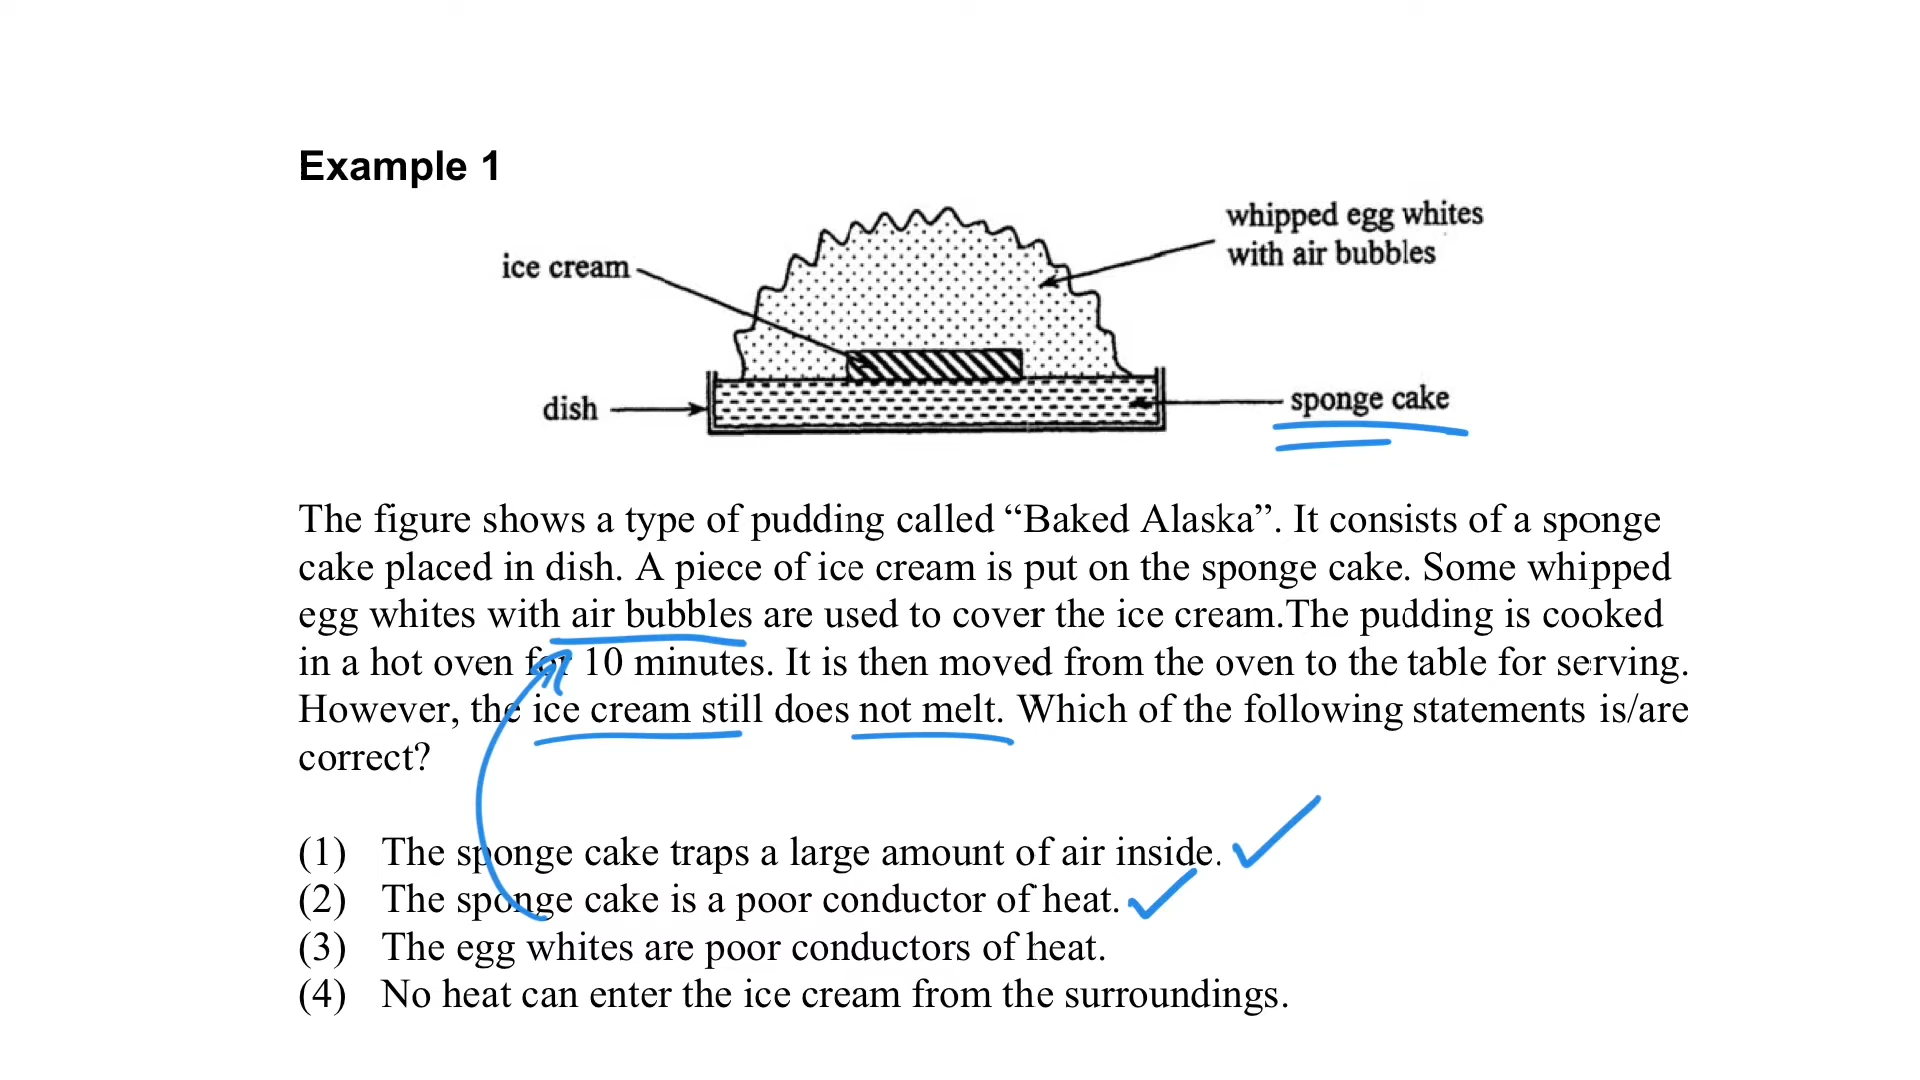 Example 1
whipped egg whites
with air bubbles
ice cream
dish
sponge cake
The figure shows a type of pudding called “Baked Alaska”. It consists of a sponge
cake placed in dish. A piece of ice cream is put on the sponge cake. Some whipped
egg whites with air bubbles are used to cover the ice cream.The pudding is cooked
in a hot oven for 10 minutes. It is then moved from the oven to the table for serving.
However, the ice cream still does not melt. Which of the following statements is/are
correct?
(1) The sponge cake traps a large amount of air inside.
(2) The sponge cake is a poor conductor of heat.
(3) The egg whites are poor conductors of heat.
(4) No heat can enter the ice cream from the surroundings.